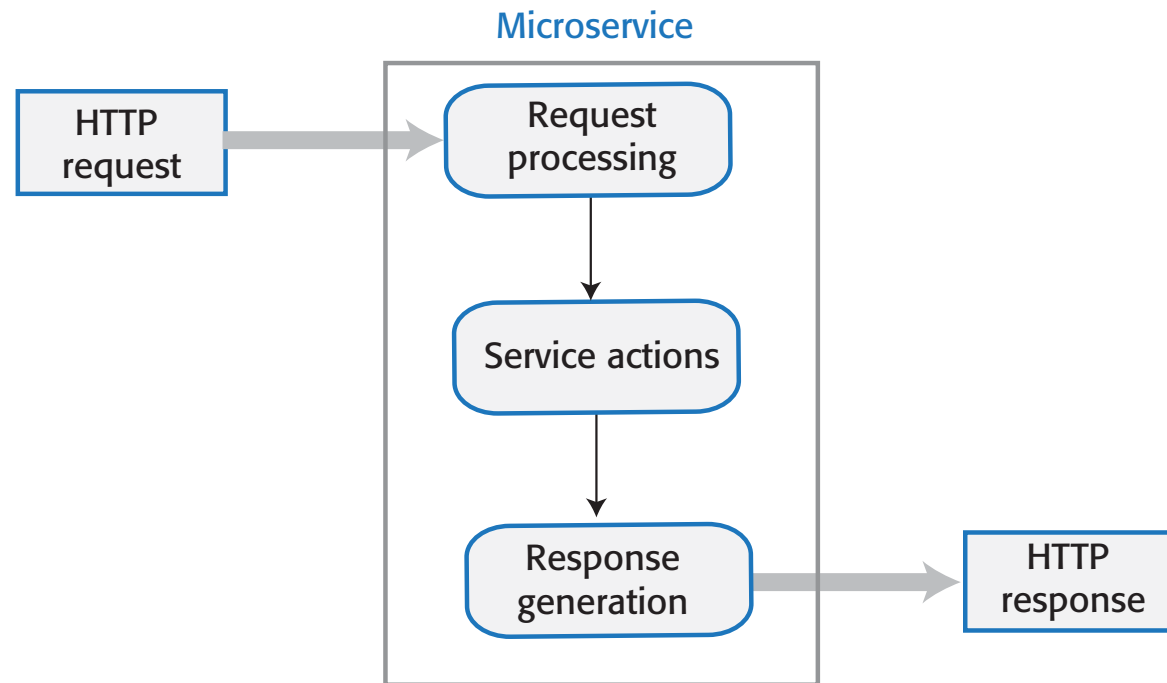 Microservice
HTTP
request
Request
processing
Service actions
Response
generation
HTTP
response